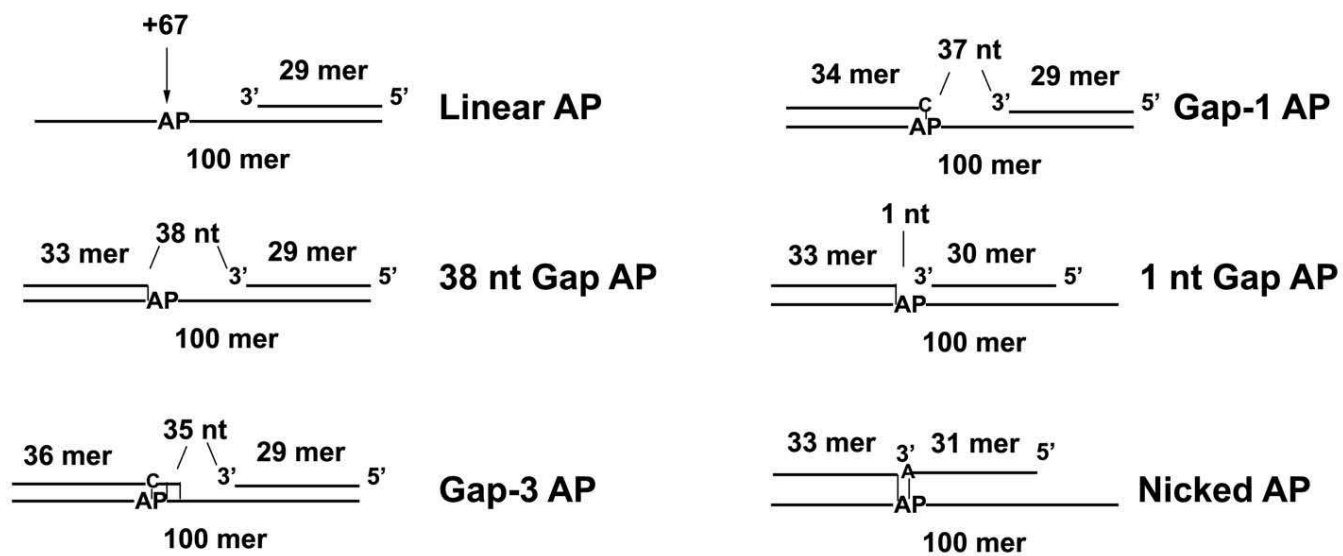 +67
29 mer
3’ 5’
AP
100 mer
Linear AP
37 nt
34 mer 29 mer
C 3’ 5’
AP
100 mer
Gap-1 AP
38 nt
33 mer 29 mer
3’ 5’
AP
100 mer
38 nt Gap AP
1 nt
33 mer 30 mer
3’ 5’
AP
100 mer
1 nt Gap AP
35 nt
36 mer 29 mer
C 3’ 5’
AP
100 mer
Gap-3 AP
33 mer 31 mer
3’ 5’
A
AP
100 mer
Nicked AP